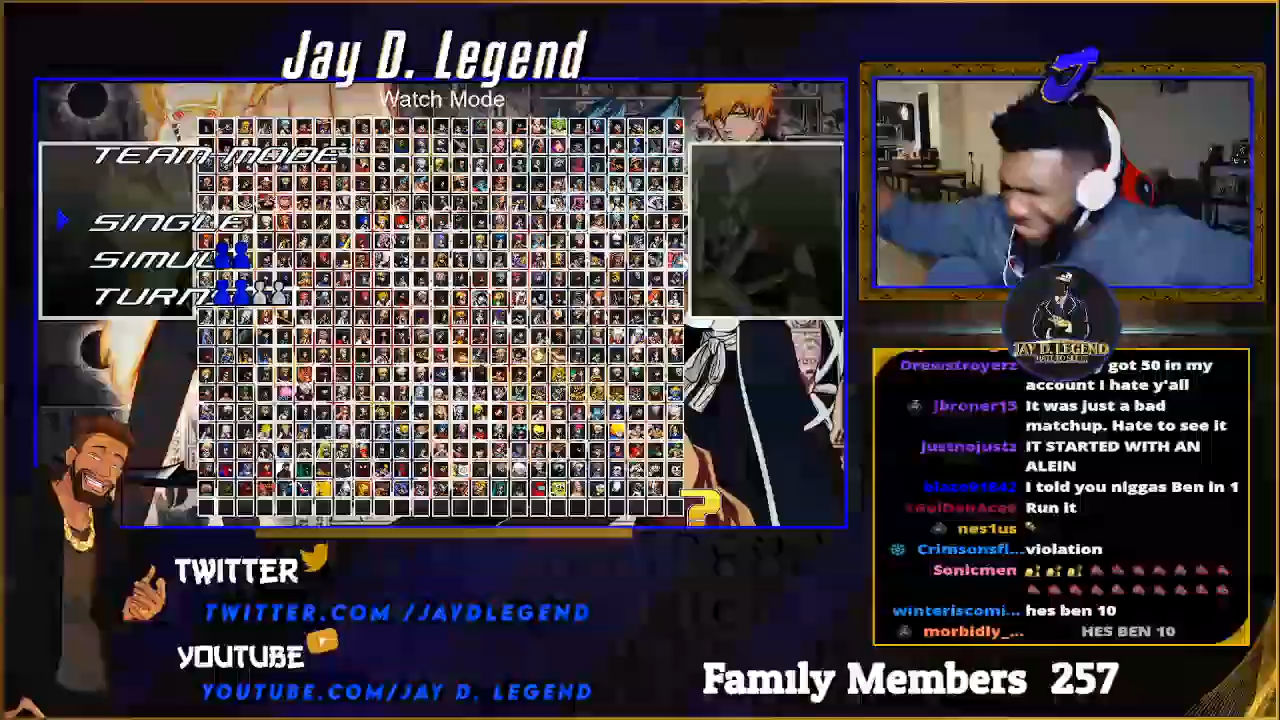 Jay D. Legend
Watch Mode
TEAM MODE
SINGLE
SIMUL
TURN
?
JAY D. LEGEND
got 50 in my
account I hate y'all
Jbroner15 It was just a bad
matchup. Hate to see it
Justnojustz IT STARTED WITH AN
ALEIN
I told you niggas Ben in 1
Run it
nes1us
Crimsonsfl... violation
Sonicmen
winteriscomi... hes ben 10
morbidly_... HES BEN 10
TWITTER
TWITTER.COM /JAYDLEGEND
YOUTUBE
YOUTUBE.COM/JAY D. LEGEND
Family Members 257